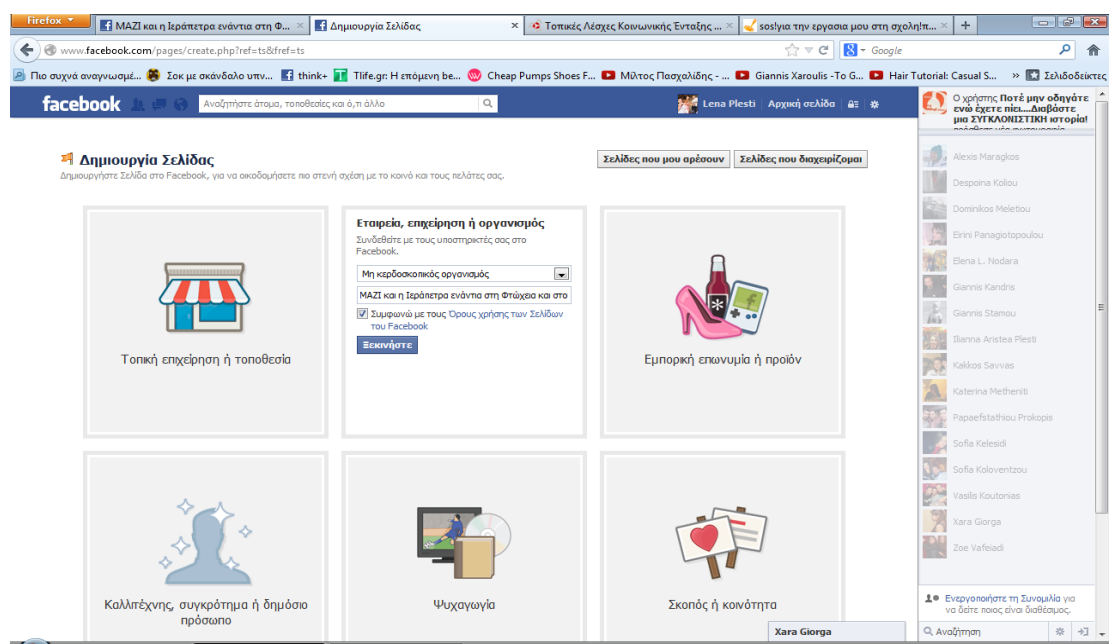 Firefox
ΜΑΖΙ και η Ιεράπετρα ενάντια στη Φ...
Δημιουργία Σελίδας
Τοπικές Λέσχες Κοινωνικής Ένταξης ...
sos!για την εργασια μου στη σχολη!π...
www.facebook.com/pages/create.php?ref=ts&fref=ts
Google
Πιο συχνά αναγνωσμέ...
Σοκ με σκάνδαλο υπν...
think+
Tlife.gr: Η επόμενη be...
Cheap Pumps Shoes F...
Μίλτος Πασχαλίδης - ...
Giannis Xaroulis -To G...
Hair Tutorial: Casual S...
»
Σελιδοδείκτες
facebook
Αναζητήστε άτομα, τοποθεσίες και ό,τι άλλο
Lena Plesti
Αρχική σελίδα
Δημιουργία Σελίδας
Δημιουργήστε Σελίδα στο Facebook, για να οικοδομήσετε πιο στενή σχέση με το κοινό και τους πελάτες σας.
Σελίδες που μου αρέσουν
Σελίδες που διαχειρίζομαι
Τοπική επιχείρηση ή τοποθεσία
Εταιρεία, επιχείρηση ή οργανισμός
Συνδεθείτε με τους υποστηρικτές σας στο
Facebook.
Μη κερδοσκοπικός οργανισμός
ΜΑΖΙ και η Ιεράπετρα ενάντια στη Φτώχεια και στο
Συμφωνώ με τους Όρους χρήσης των Σελίδων
του Facebook
Ξεκινήστε
Εμπορική επωνυμία ή προϊόν
Καλλιτέχνης, συγκρότημα ή δημόσιο
πρόσωπο
Ψυχαγωγία
Σκοπός ή κοινότητα
Ο χρήστης Ποτέ μην οδηγάτε
ενώ έχετε πίει....Διαβάστε
μια ΣΥΓΚΛΟΝΙΣΤΙΚΗ ιστορία!
πρόσθεσε νέα φωτογραφία
Alexis Maragkos
Despoina Koliou
Dominikos Meletiou
Eirini Panagiotopoulou
Elena L. Nodara
Giannis Kandris
Giannis Stamou
Ilianna Aristea Plesti
Kakkos Savvas
Katerina Metheniti
Papaefstathiou Prokopis
Sofia Kelesidi
Sofia Koloventzou
Vasilis Koutonias
Xara Giorga
Zoe Vafeiadi
Ενεργοποιήστε τη Συνομιλία για
να δείτε ποιος είναι διαθέσιμος.
Xara Giorga
Αναζήτηση